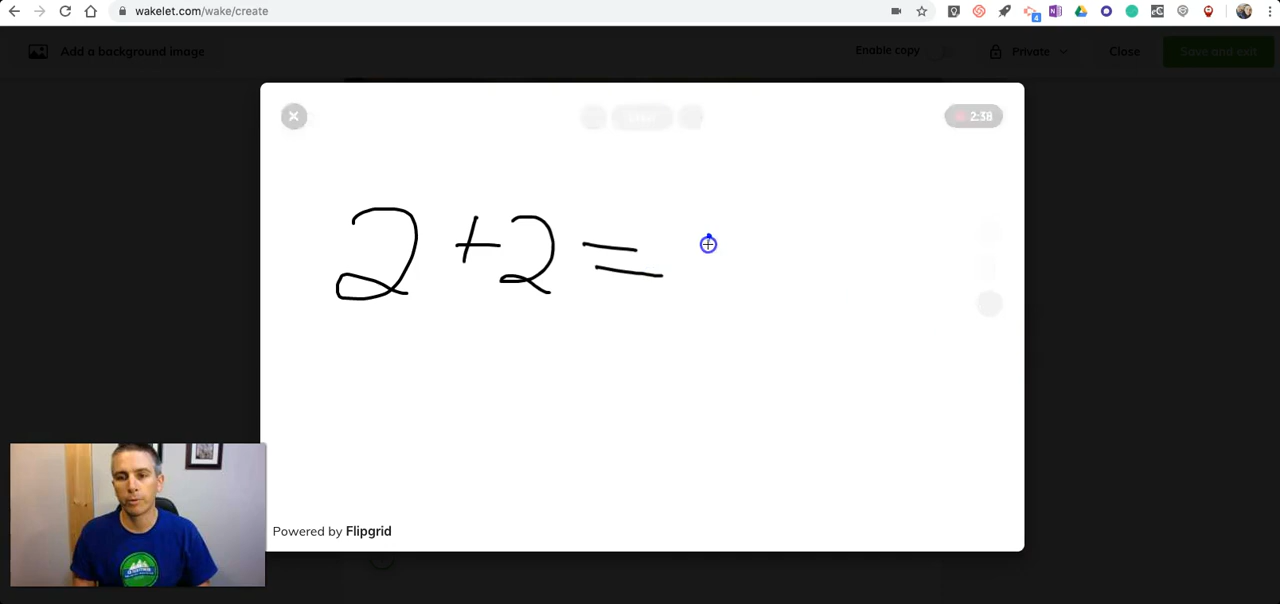 wakelet.com/wake/create
Add a background image
Enable copy
Private
Close
Save and exit
2:38
2 + 2 =
Powered by Flipgrid